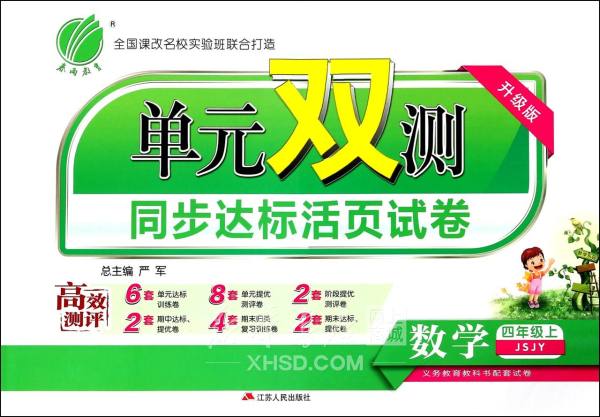 R
春雨教育
全国课改名校实验班联合打造
升级版
单元双测
同步达标活页试卷
总主编 严 军
高效测评
6套 单元达标训练卷
8套 单元提优测评卷
2套 阶段提优测评卷
2套 期中达标、提优卷
4套 期末归类复习训练卷
2套 期末达标、提优卷
数学
四年级上
JSJY
义务教育教科书配套试卷
XHSD.COM
江苏人民出版社